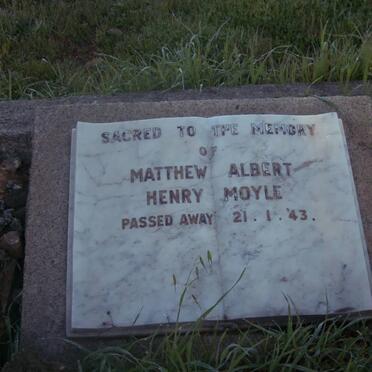 SACRED TO THE MEMORY
OF
MATTHEW ALBERT
HENRY MOYLE
PASSED AWAY 21. 1. '43.